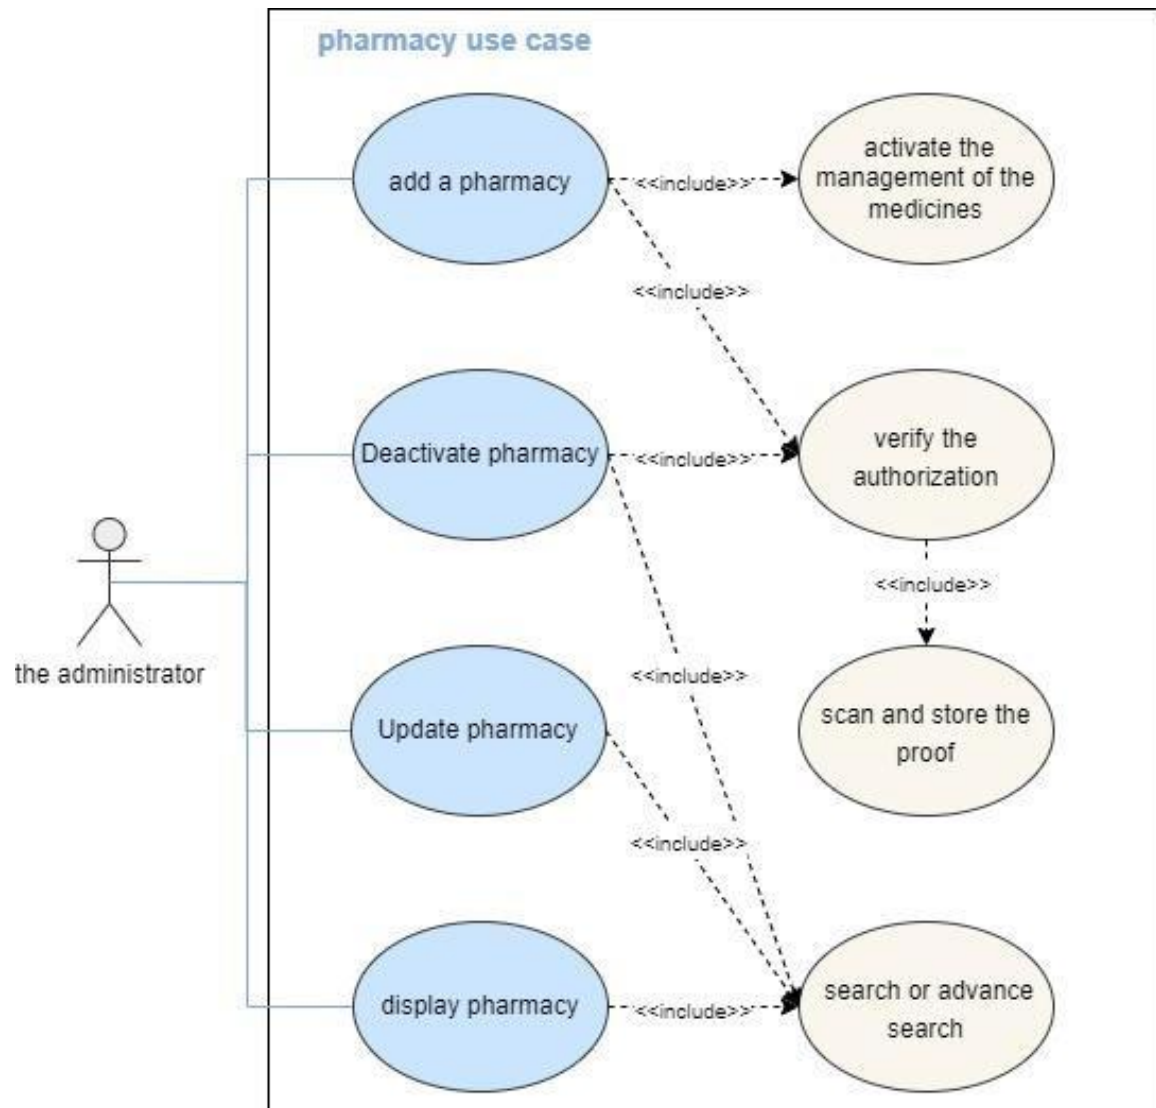 pharmacy use case
add a pharmacy
<<include>>
activate the
management of the
medicines
<<include>>
Deactivate pharmacy
<<include>>
verify the
authorization
<<include>>
the administrator
<<include>>
Update pharmacy
scan and store the
proof
<<include>>
display pharmacy
<<include>>
search or advance
search